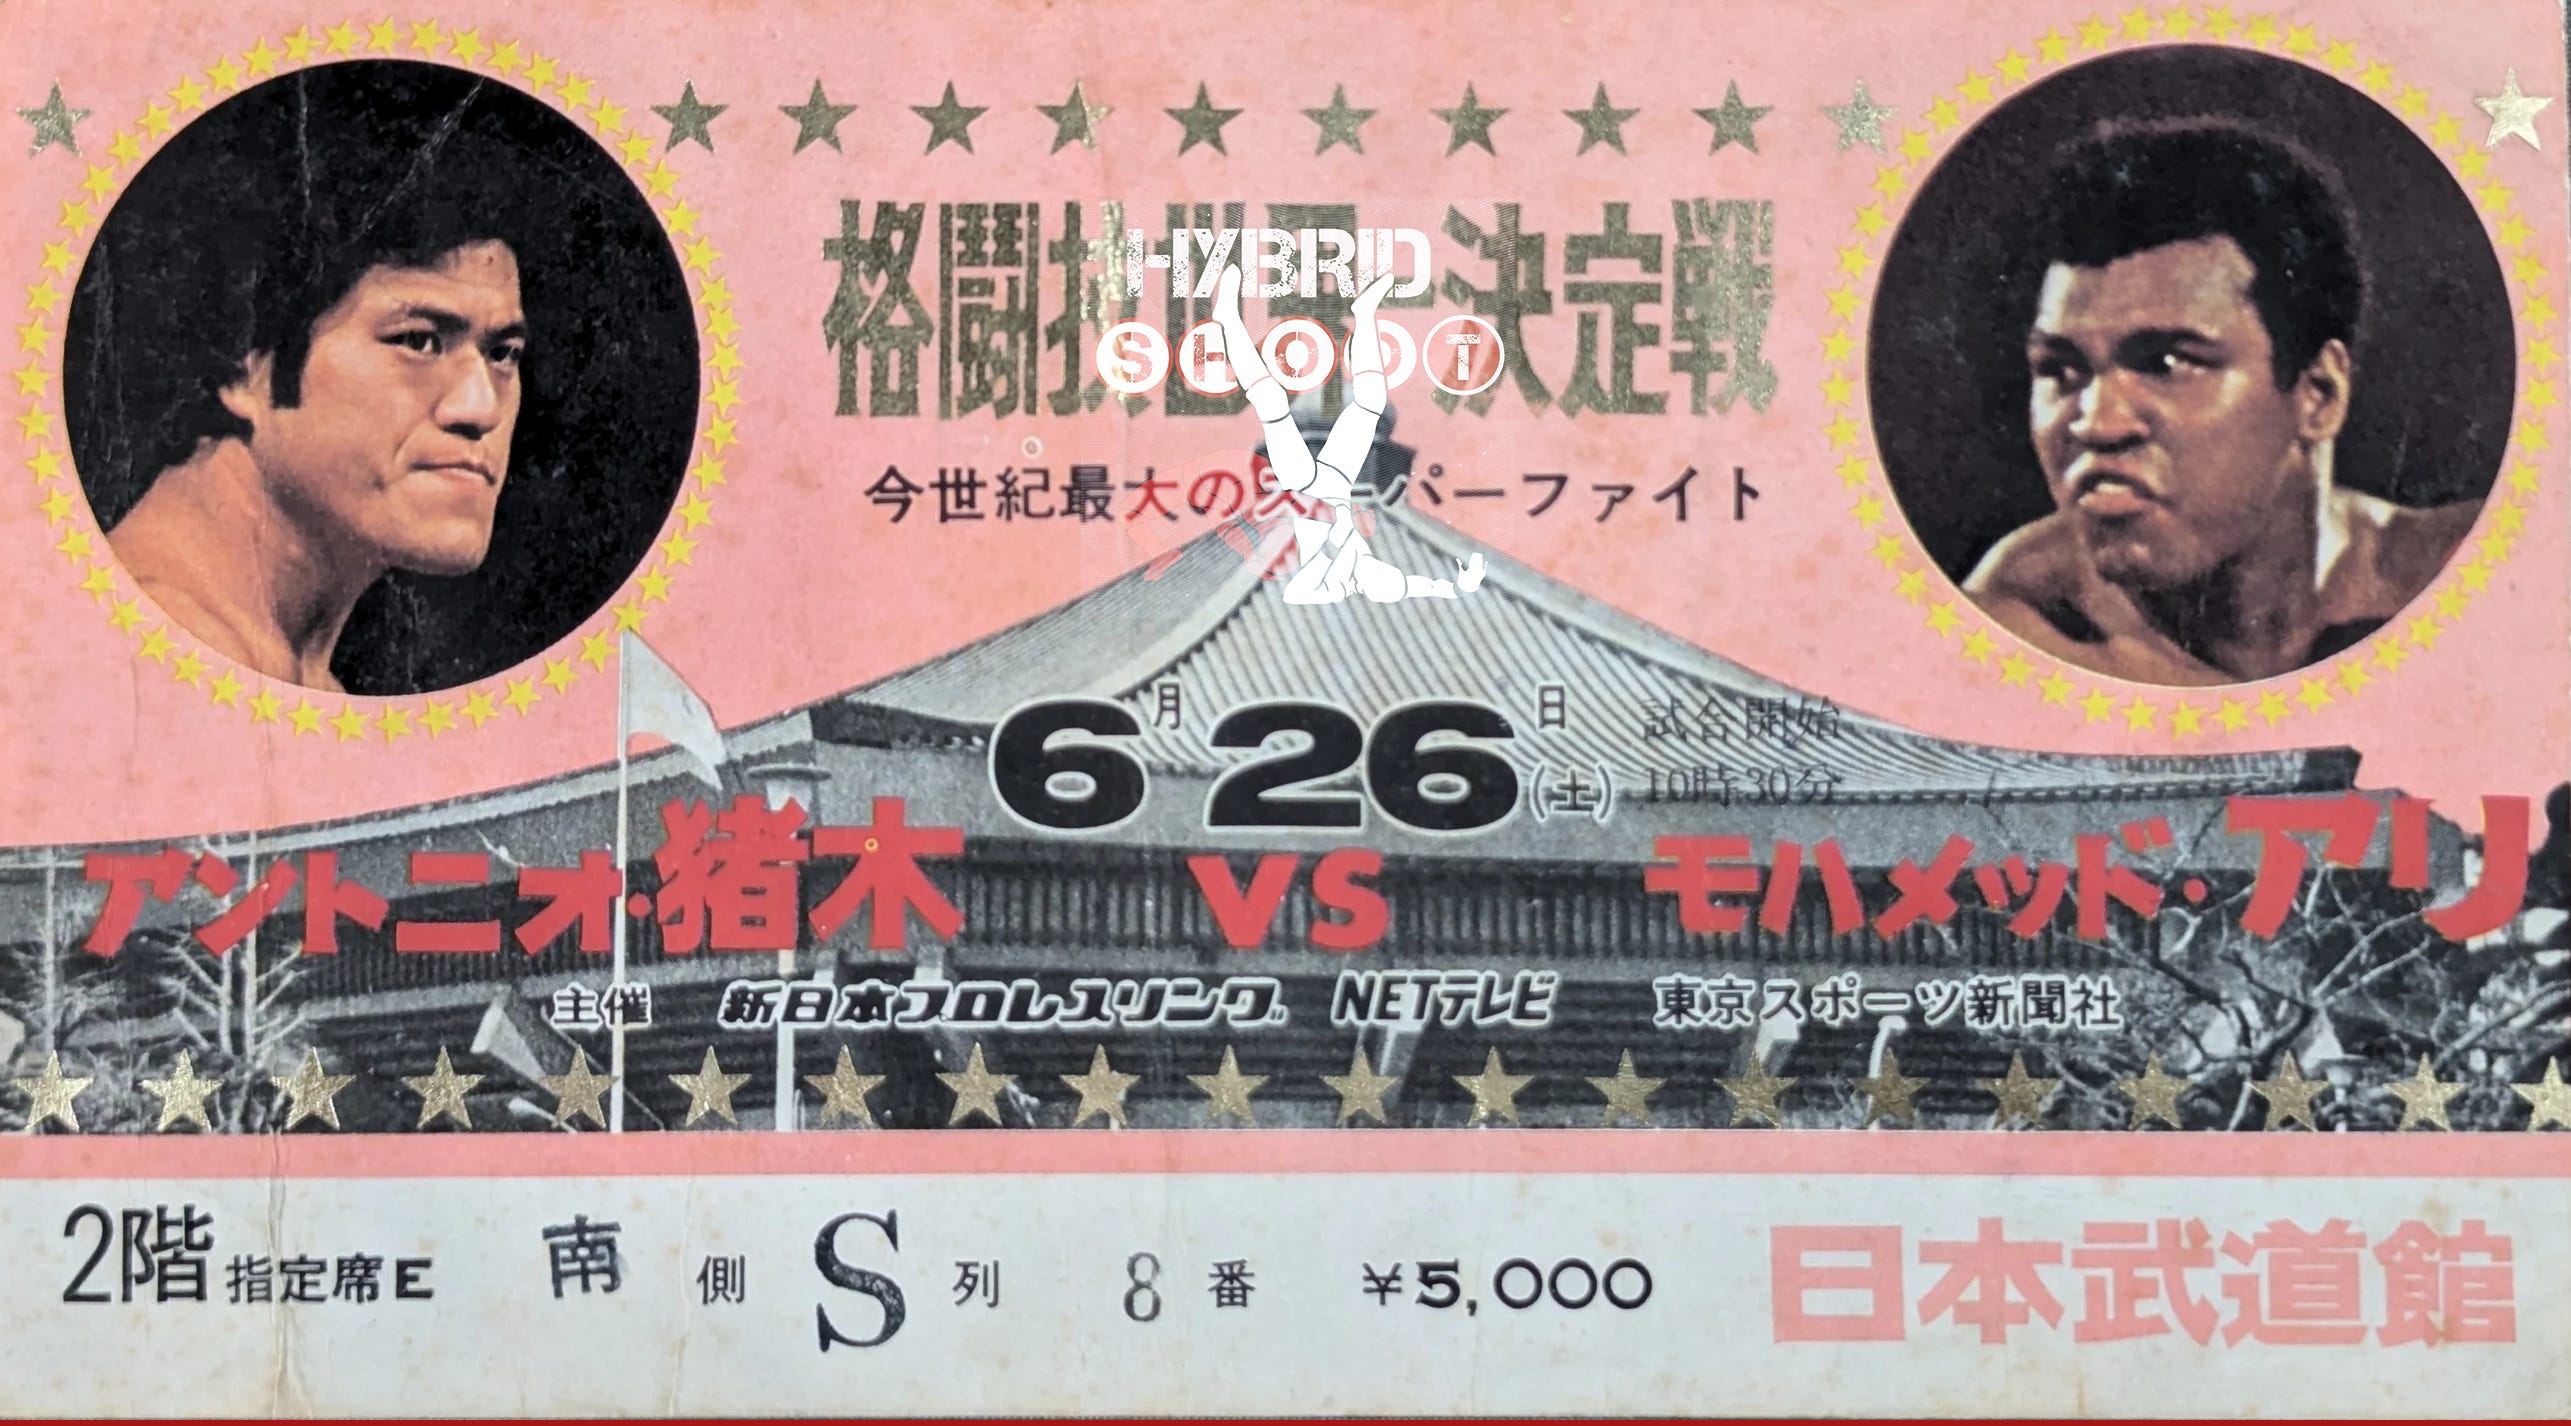 格闘技世界一決定戦
HYBRID
SHOOT
今世紀最大のスーパーファイト
6月26日(土)
試合開始
10時30分
アントニオ・猪木 VS モハメッド・アリ
主催 新日本プロレスリング NETテレビ 東京スポーツ新聞社
2階 指定席E 南側 S列 8番 ¥5,000 日本武道館